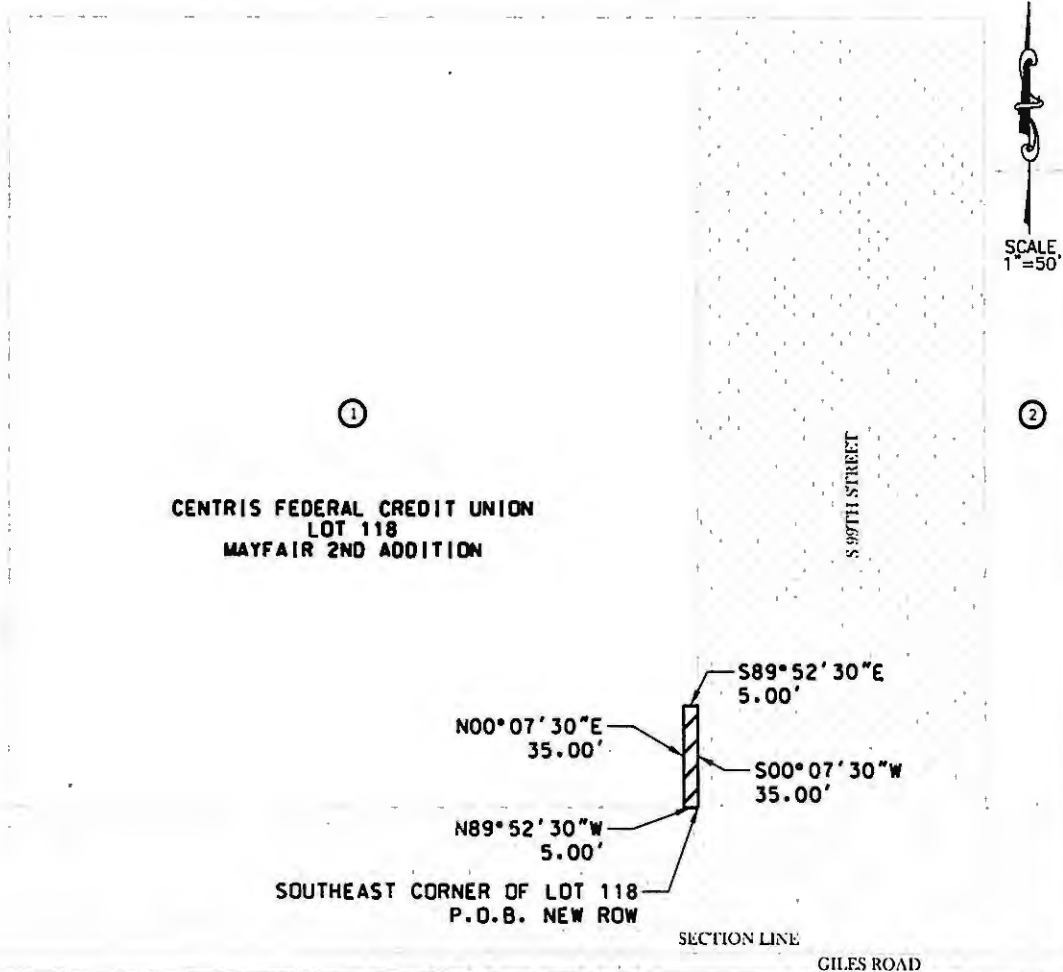 SCALE
1"=50'
1
2
CENTRIS FEDERAL CREDIT UNION
LOT 118
MAYFAIR 2ND ADDITION
S 99TH STREET
S89°52'30"E
5.00'
N00°07'30"E
35.00'
S00°07'30"W
35.00'
N89°52'30"W
5.00'
SOUTHEAST CORNER OF LOT 118
P.O.B. NEW ROW
SECTION LINE
GILES ROAD